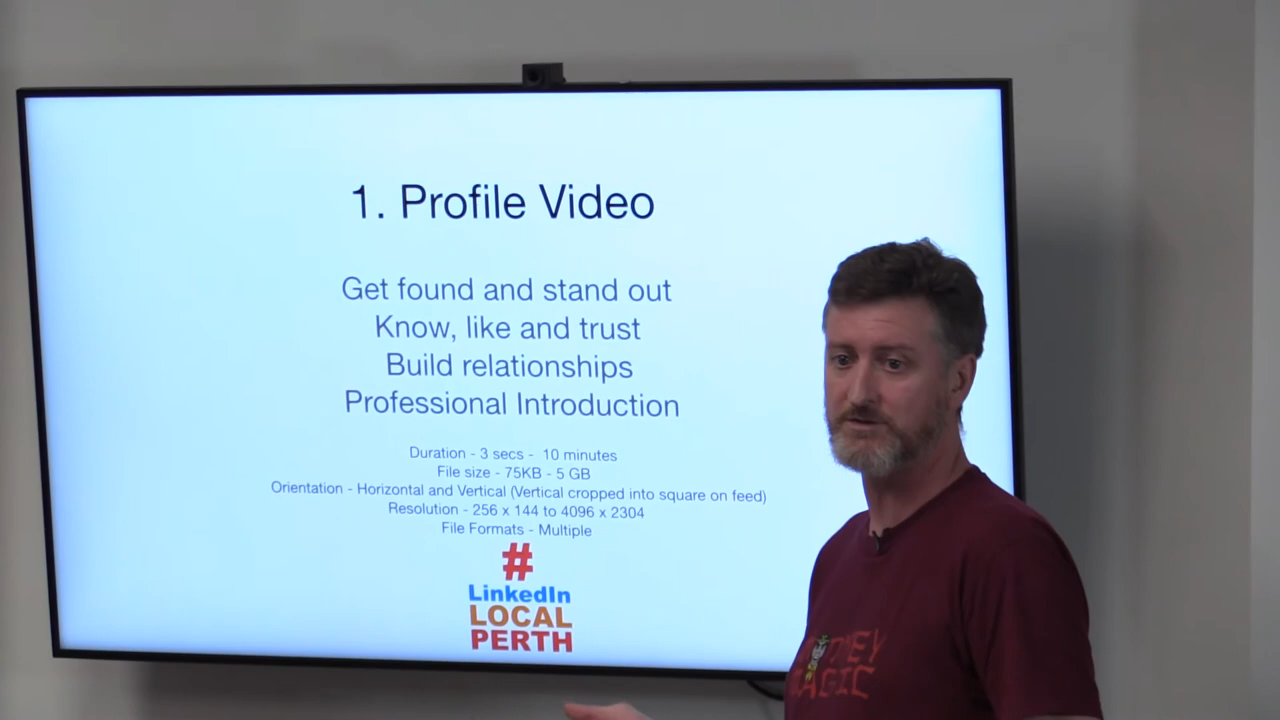 1. Profile Video
Get found and stand out
Know, like and trust
Build relationships
Professional Introduction
Duration - 3 secs - 10 minutes
File size - 75KB - 5 GB
Orientation - Horizontal and Vertical (Vertical cropped into square on feed)
Resolution - 256 x 144 to 4096 x 2304
File Formats - Multiple
#
LinkedIn
LOCAL
PERTH
MAGIC